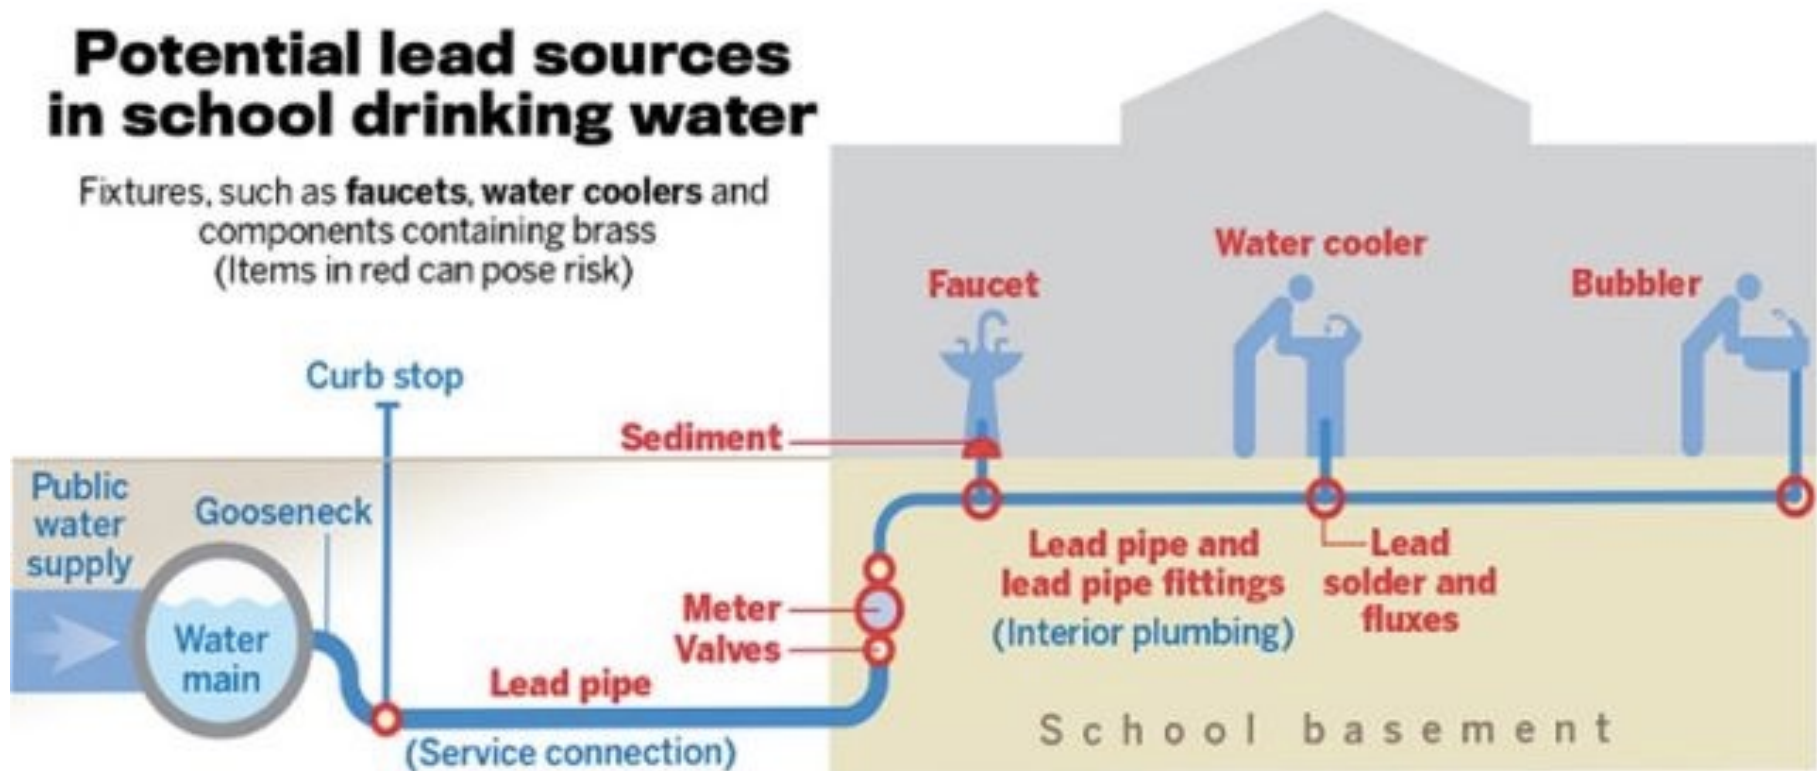 Potential lead sources
in school drinking water
Fixtures, such as faucets, water coolers and
components containing brass
(Items in red can pose risk)
Water cooler
Faucet
Bubbler
Curb stop
Sediment
Public
water
supply
Gooseneck
Water
main
Lead pipe
(Service connection)
Meter
Valves
Lead pipe and
lead pipe fittings
(Interior plumbing)
Lead
solder and
fluxes
School basement